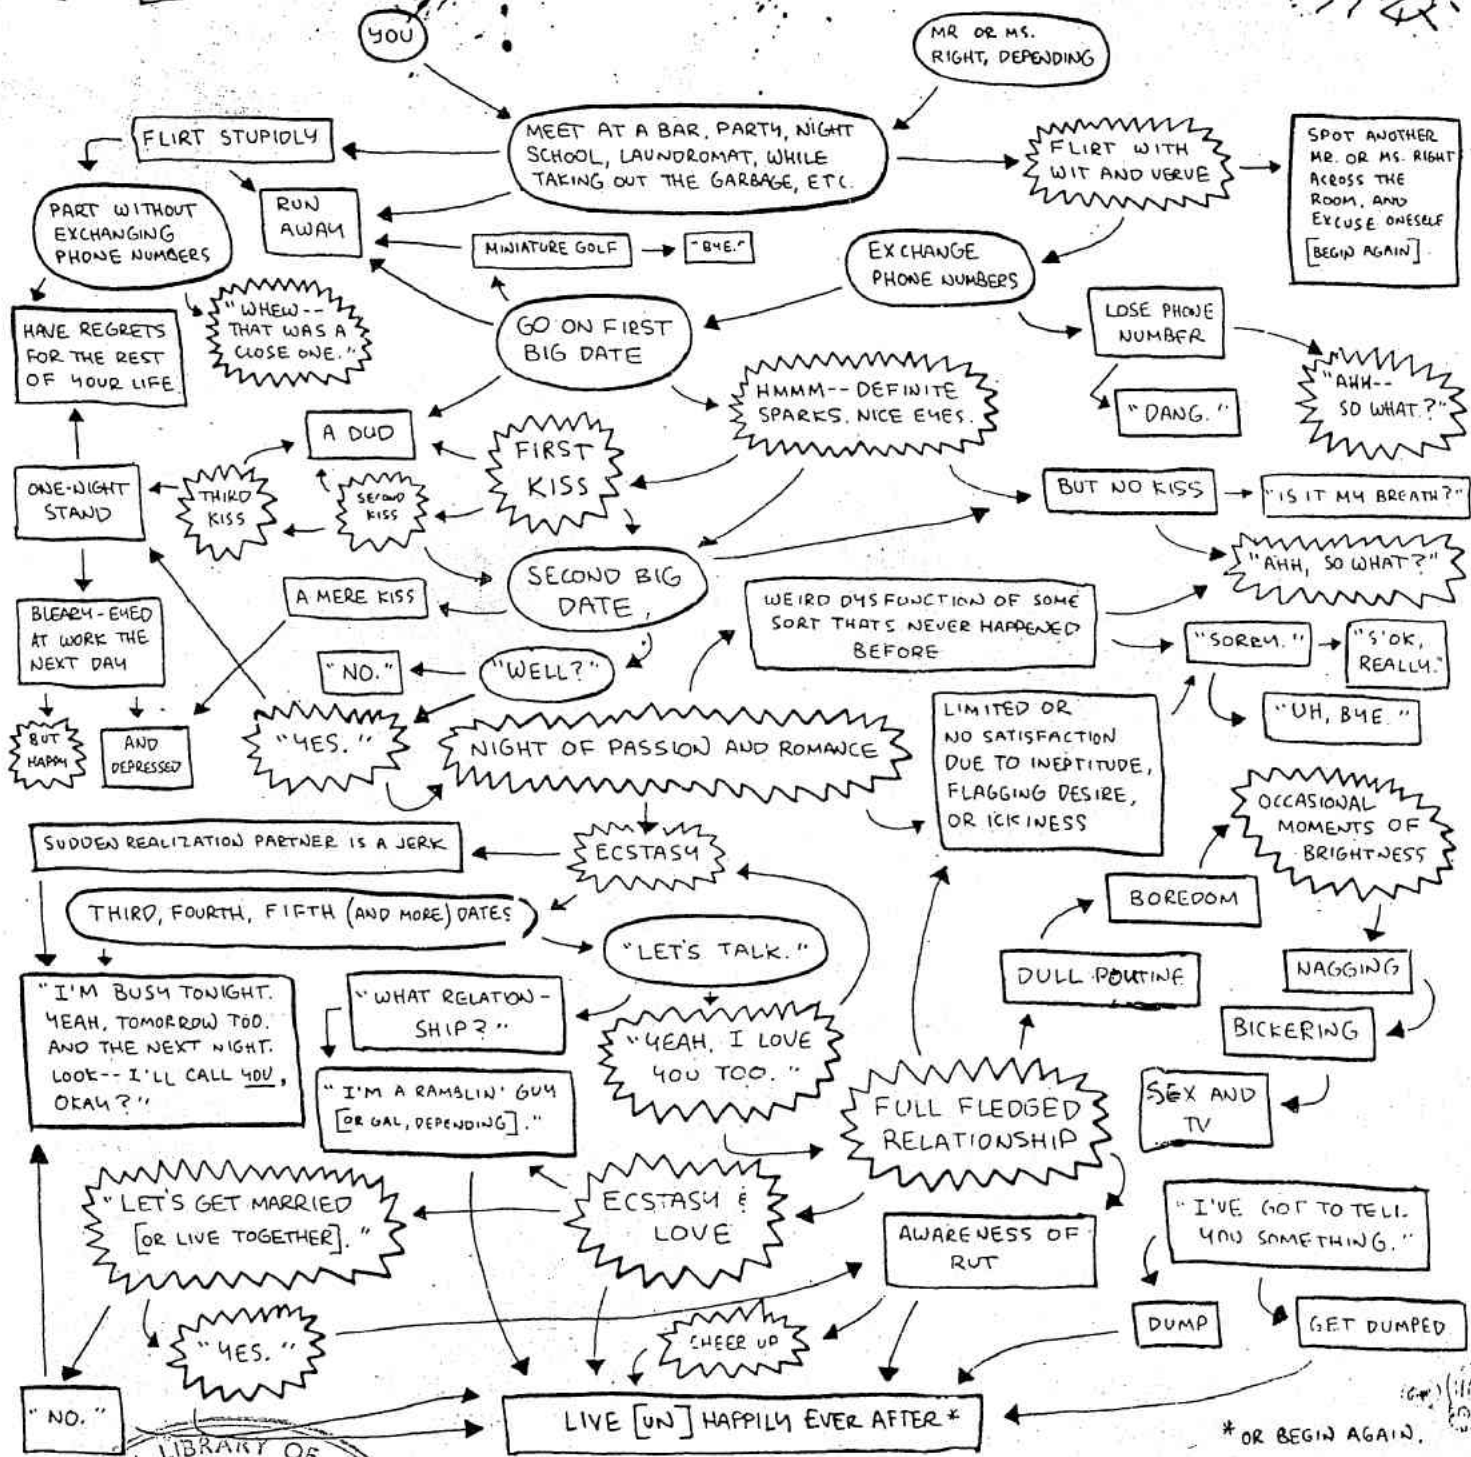 YOU
MR OR MS.
RIGHT, DEPENDING
MEET AT A BAR, PARTY, NIGHT
SCHOOL, LAUNDROMAT, WHILE
TAKING OUT THE GARBAGE, ETC.
FLIRT STUPIDLY
FLIRT WITH
WIT AND VERVE
SPOT ANOTHER
MR. OR MS. RIGHT
ACROSS THE
ROOM, AND
EXCUSE ONESELF
[BEGIN AGAIN].
PART WITHOUT
EXCHANGING
PHONE NUMBERS
RUN
AWAY
MINIATURE GOLF
"BYE."
EXCHANGE
PHONE NUMBERS
HAVE REGRETS
FOR THE REST
OF YOUR LIFE
"WHEW--
THAT WAS A
CLOSE ONE."
GO ON FIRST
BIG DATE
LOSE PHONE
NUMBER
HMMM-- DEFINITE
SPARKS. NICE EYES.
"DANG."
"AHH--
SO WHAT?"
A DUD
FIRST
KISS
ONE-NIGHT
STAND
THIRD
KISS
SECOND
KISS
BUT NO KISS
"IS IT MY BREATH?"
"AHH, SO WHAT?"
SECOND BIG
DATE
A MERE KISS
WEIRD DYSFUNCTION OF SOME
SORT THATS NEVER HAPPENED
BEFORE
BLEARY-EYED
AT WORK THE
NEXT DAY
"NO."
"WELL?"
"SORRY."
"S'OK,
REALLY."
"UH, BYE."
BUT
HAPPY
AND
DEPRESSED
"YES."
NIGHT OF PASSION AND ROMANCE
LIMITED OR
NO SATISFACTION
DUE TO INEPTITUDE,
FLAGGING DESIRE,
OR ICKINESS
OCCASIONAL
MOMENTS OF
BRIGHTNESS
SUDDEN REALIZATION PARTNER IS A JERK
ECSTASY
BOREDOM
THIRD, FOURTH, FIFTH (AND MORE) DATES
"LET'S TALK."
DULL ROUTINE
NAGGING
"I'M BUSY TONIGHT.
YEAH, TOMORROW TOO.
AND THE NEXT NIGHT.
LOOK-- I'LL CALL YOU,
OKAY?"
"WHAT RELATION-
SHIP?"
"YEAH, I LOVE
YOU TOO."
BICKERING
"I'M A RAMBLIN' GUY
[OR GAL, DEPENDING]."
FULL FLEDGED
RELATIONSHIP
SEX AND
TV
"LET'S GET MARRIED
[OR LIVE TOGETHER]."
ECSTASY &
LOVE
AWARENESS OF
RUT
"I'VE GOT TO TELL
YOU SOMETHING."
"YES."
CHEER UP
DUMP
GET DUMPED
"NO."
LIVE [UN] HAPPILY EVER AFTER*
* OR BEGIN AGAIN.
LIBRARY OF